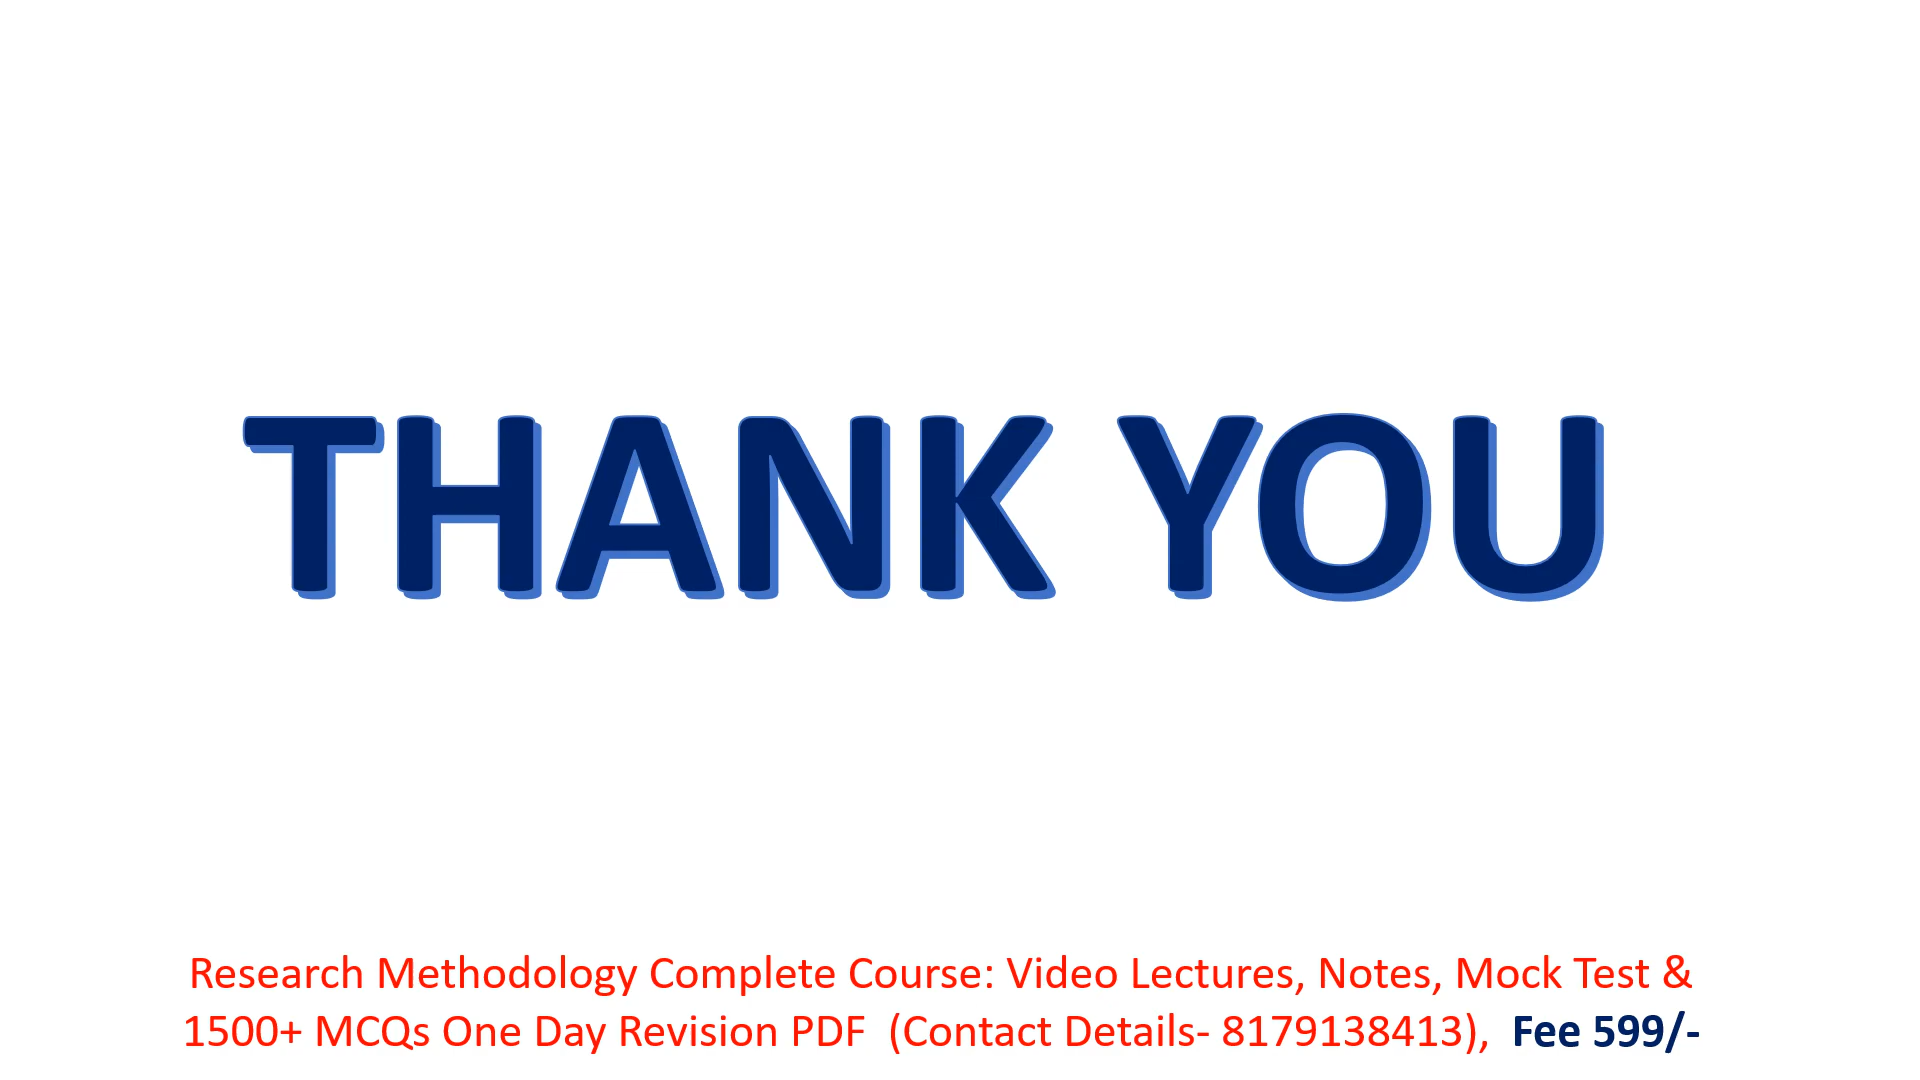 THANK YOU
Research Methodology Complete Course: Video Lectures, Notes, Mock Test &
1500+ MCQs One Day Revision PDF  (Contact Details- 8179138413),  Fee 599/-